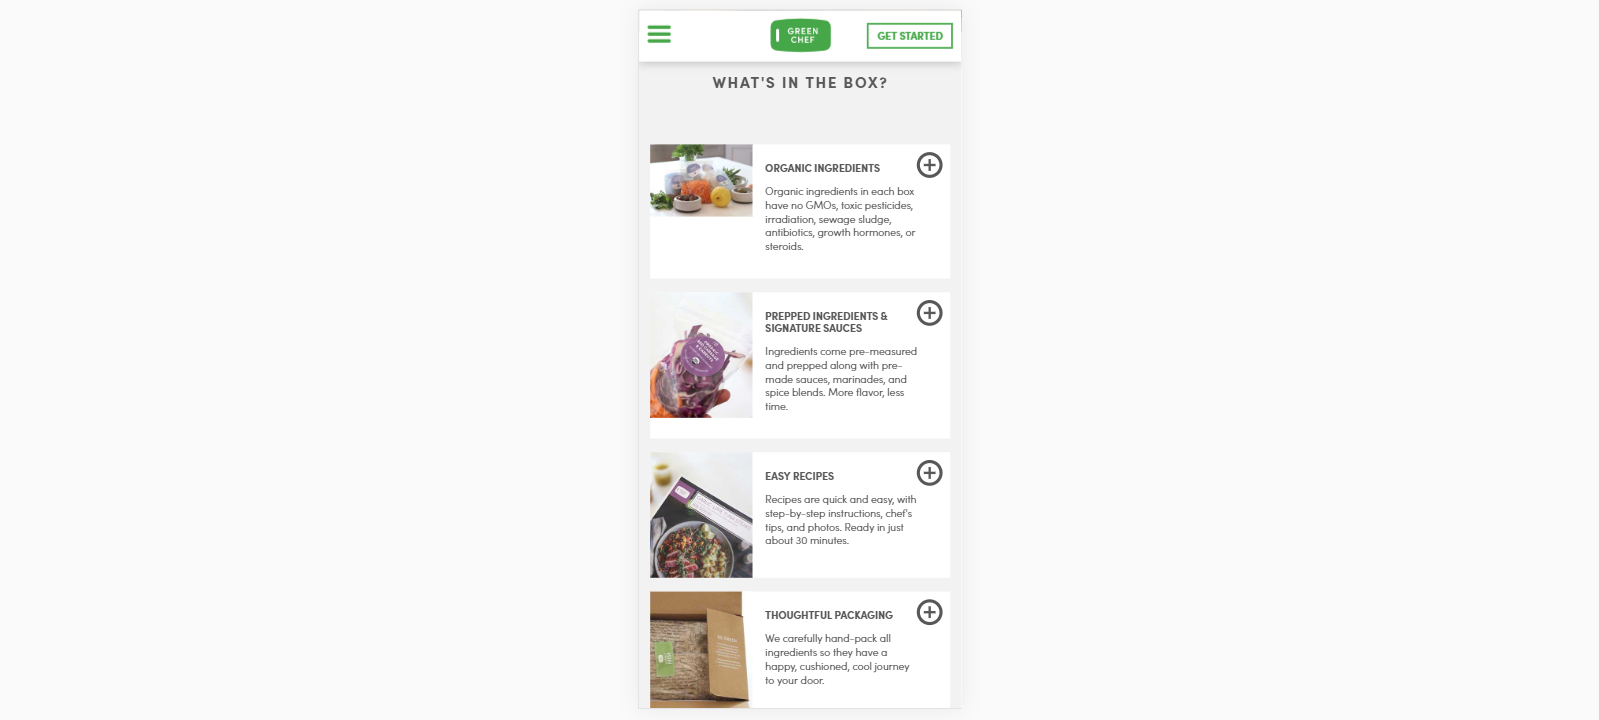 GREEN
CHEF
GET STARTED
WHAT'S IN THE BOX?
ORGANIC INGREDIENTS
Organic ingredients in each box
have no GMOs, toxic pesticides,
irradiation, sewage sludge,
antibiotics, growth hormones, or
steroids.
PREPPED INGREDIENTS &
SIGNATURE SAUCES
Ingredients come pre-measured
and prepped along with pre-
made sauces, marinades, and
spice blends. More flavor, less
time.
EASY RECIPES
Recipes are quick and easy, with
step-by-step instructions, chef's
tips, and photos. Ready in just
about 30 minutes.
THOUGHTFUL PACKAGING
We carefully hand-pack all
ingredients so they have a
happy, cushioned, cool journey
to your door.